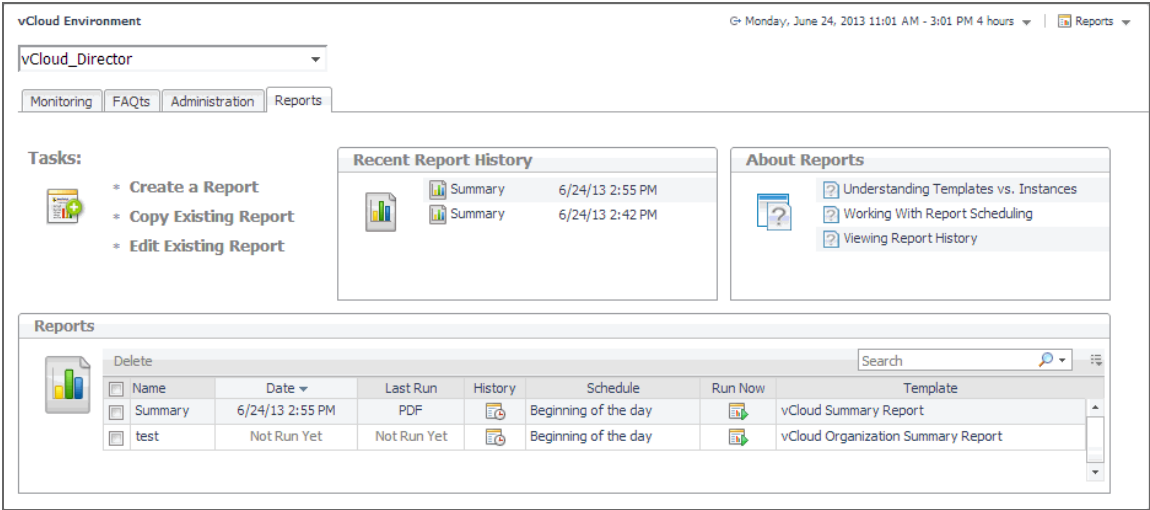 vCloud Environment
Monday, June 24, 2013 11:01 AM - 3:01 PM 4 hours Reports
vCloud_Director
Monitoring FAQts Administration Reports
Tasks:
* Create a Report
* Copy Existing Report
* Edit Existing Report
Recent Report History
Summary 6/24/13 2:55 PM
Summary 6/24/13 2:42 PM
About Reports
Understanding Templates vs. Instances
Working With Report Scheduling
Viewing Report History
Reports
Delete Search
Name Date Last Run History Schedule Run Now Template
Summary 6/24/13 2:55 PM PDF Beginning of the day vCloud Summary Report
test Not Run Yet Not Run Yet Beginning of the day vCloud Organization Summary Report